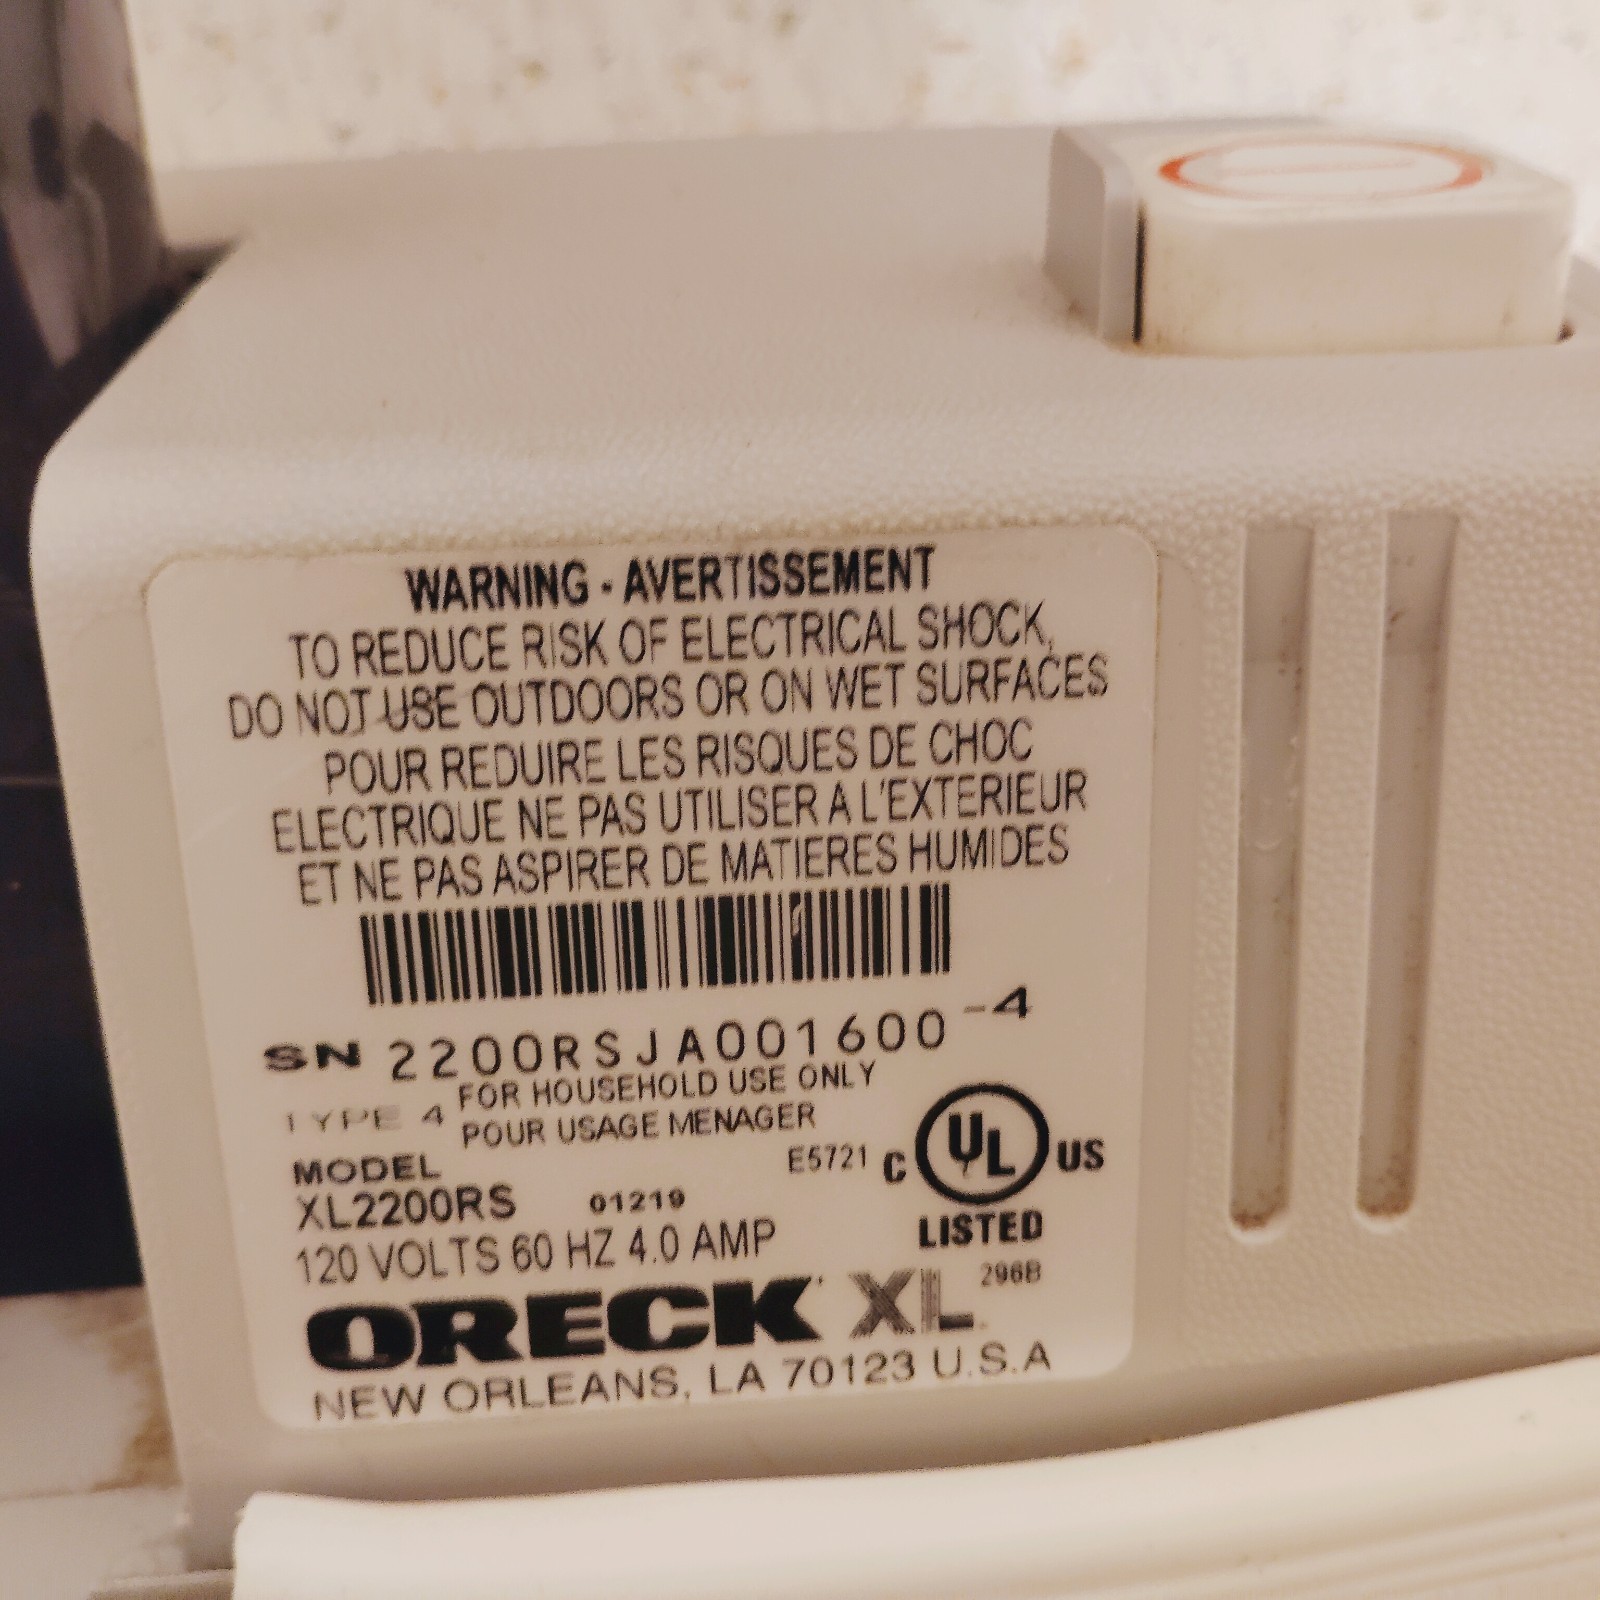 WARNING - AVERTISSEMENT
TO REDUCE RISK OF ELECTRICAL SHOCK,
DO NOT USE OUTDOORS OR ON WET SURFACES
POUR REDUIRE LES RISQUES DE CHOC
ELECTRIQUE NE PAS UTILISER A L'EXTERIEUR
ET NE PAS ASPIRER DE MATIERES HUMIDES
SN 2200RSJA001600-4
FOR HOUSEHOLD USE ONLY
TYPE 4
POUR USAGE MENAGER
MODEL
E5721 C UL US
XL2200RS 01219
LISTED
120 VOLTS 60 HZ 4.0 AMP
296B
ORECK XL
NEW ORLEANS, LA 70123 U.S.A